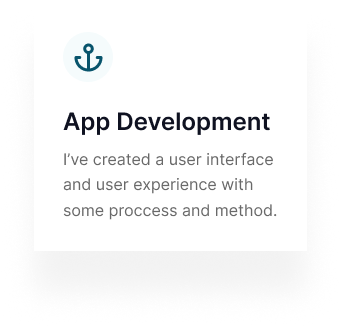 App Development
I've created a user interface
and user experience with
some proccess and method.